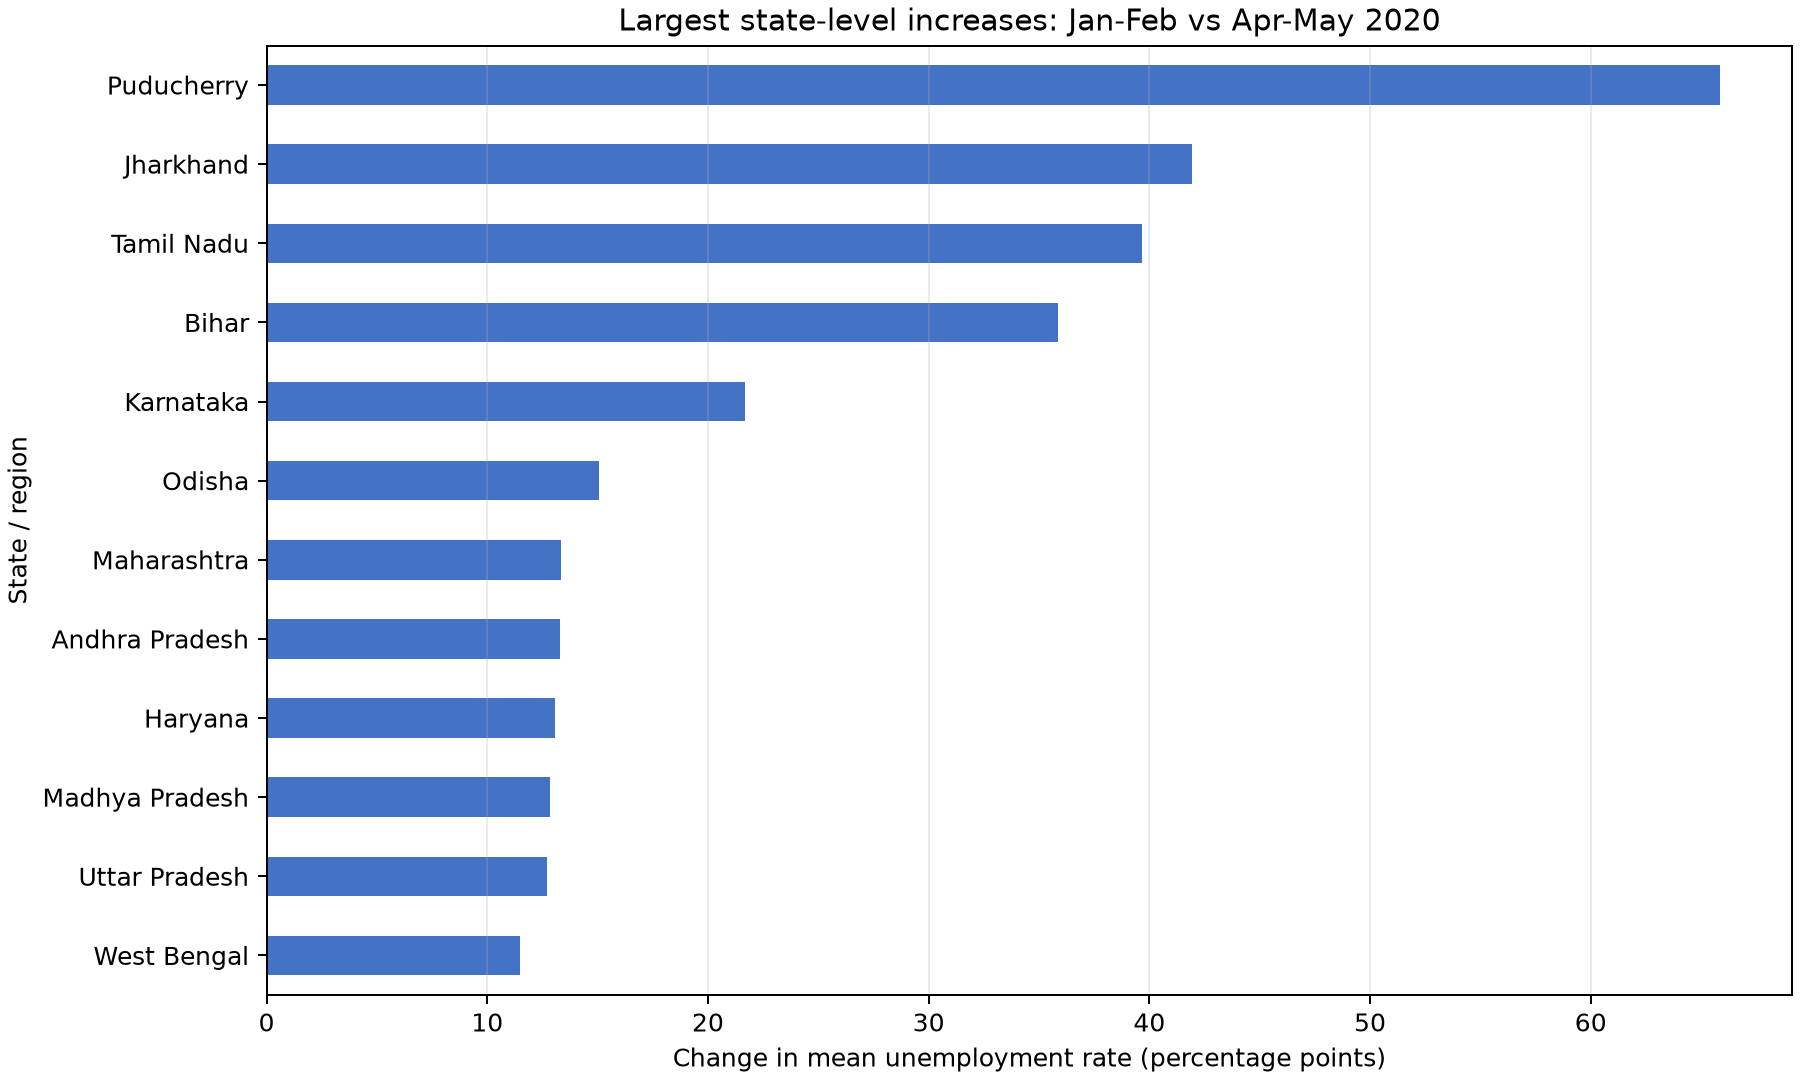 Largest state-level increases: Jan-Feb vs Apr-May 2020
State / region
Puducherry
Jharkhand
Tamil Nadu
Bihar
Karnataka
Odisha
Maharashtra
Andhra Pradesh
Haryana
Madhya Pradesh
Uttar Pradesh
West Bengal
0 10 20 30 40 50 60
Change in mean unemployment rate (percentage points)